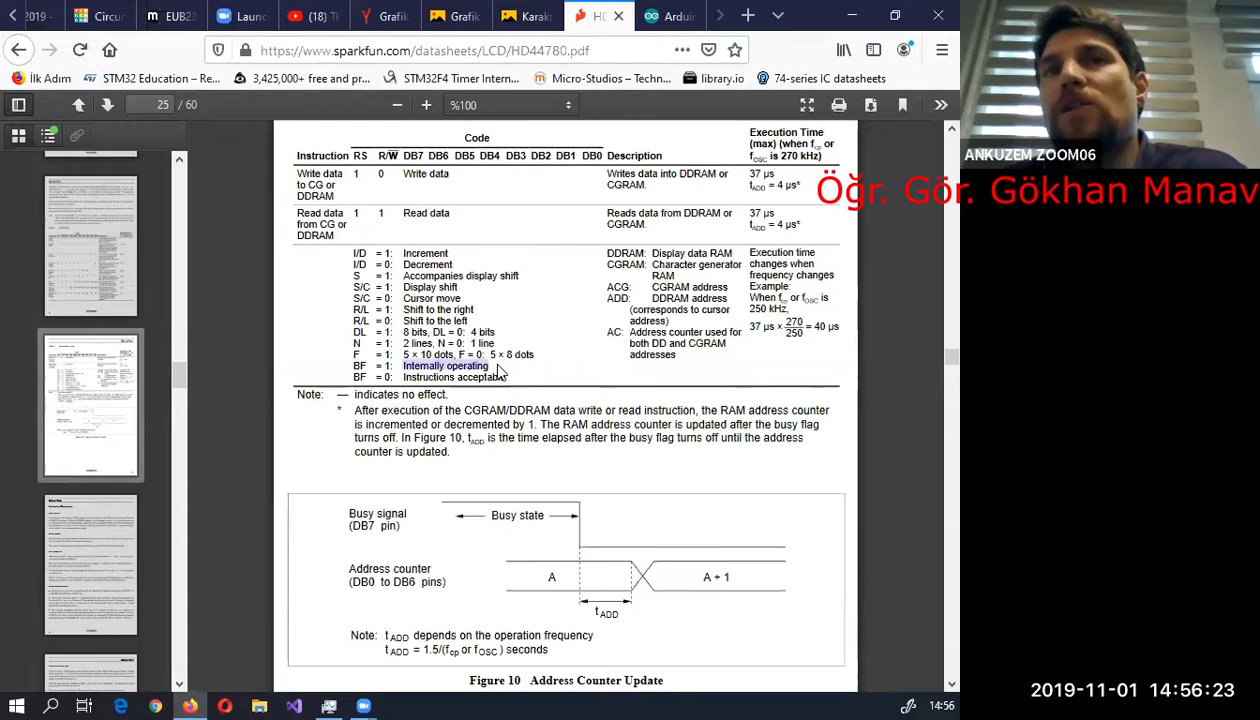 2019 -
Circu
EUB23
Launc
(18) Tł
Grafik
Grafik
Karak
HD
Arduir
https://www.sparkfun.com/datasheets/LCD/HD44780.pdf
İlk Adım
STM32 Education – Re...
3,425,000+ free and pr...
STM32F4 Timer Intern...
Micro-Studios – Techn...
library.io
74-series IC datasheets
25 / 60
%100
Code
Execution Time
(max) (when fcp or
fOSC is 270 kHz)
Instruction RS R/W DB7 DB6 DB5 DB4 DB3 DB2 DB1 DB0 Description
Write data
to CG or
DDRAM
1 0 Write data
Writes data into DDRAM or
CGRAM.
37 µs
tADD = 4 µs*
Read data
from CG or
DDRAM
1 1 Read data
Reads data from DDRAM or
CGRAM.
37 µs
tADD = 4 µs*
I/D = 1: Increment
I/D = 0: Decrement
S = 1: Accompanies display shift
S/C = 1: Display shift
S/C = 0: Cursor move
R/L = 1: Shift to the right
R/L = 0: Shift to the left
DL = 1: 8 bits, DL = 0: 4 bits
N = 1: 2 lines, N = 0: 1 line
F = 1: 5 × 10 dots, F = 0: 5 × 8 dots
BF = 1: Internally operating
BF = 0: Instructions acceptable
DDRAM: Display data RAM
CGRAM: Character generator
RAM
ACG: CGRAM address
ADD: DDRAM address
(corresponds to cursor
address)
AC: Address counter used for
both DD and CGRAM
addresses
Execution time
changes when
frequency changes
Example:
When fcp or fOSC is
250 kHz,
37 µs × 270/250 = 40 µs
Note: — indicates no effect.
* After execution of the CGRAM/DDRAM data write or read instruction, the RAM address counter
is incremented or decremented by 1. The RAM address counter is updated after the busy flag
turns off. In Figure 10, tADD is the time elapsed after the busy flag turns off until the address
counter is updated.
Busy signal
(DB7 pin)
Busy state
Address counter
(DB0 to DB6 pins)
A
A + 1
tADD
Note: tADD depends on the operation frequency
tADD = 1.5/(fcp or fOSC) seconds
Figure 10 Address Counter Update
ANKUZEM ZOOM06
Öğr. Gör. Gökhan Manav
2019-11-01 14:56:23
14:56